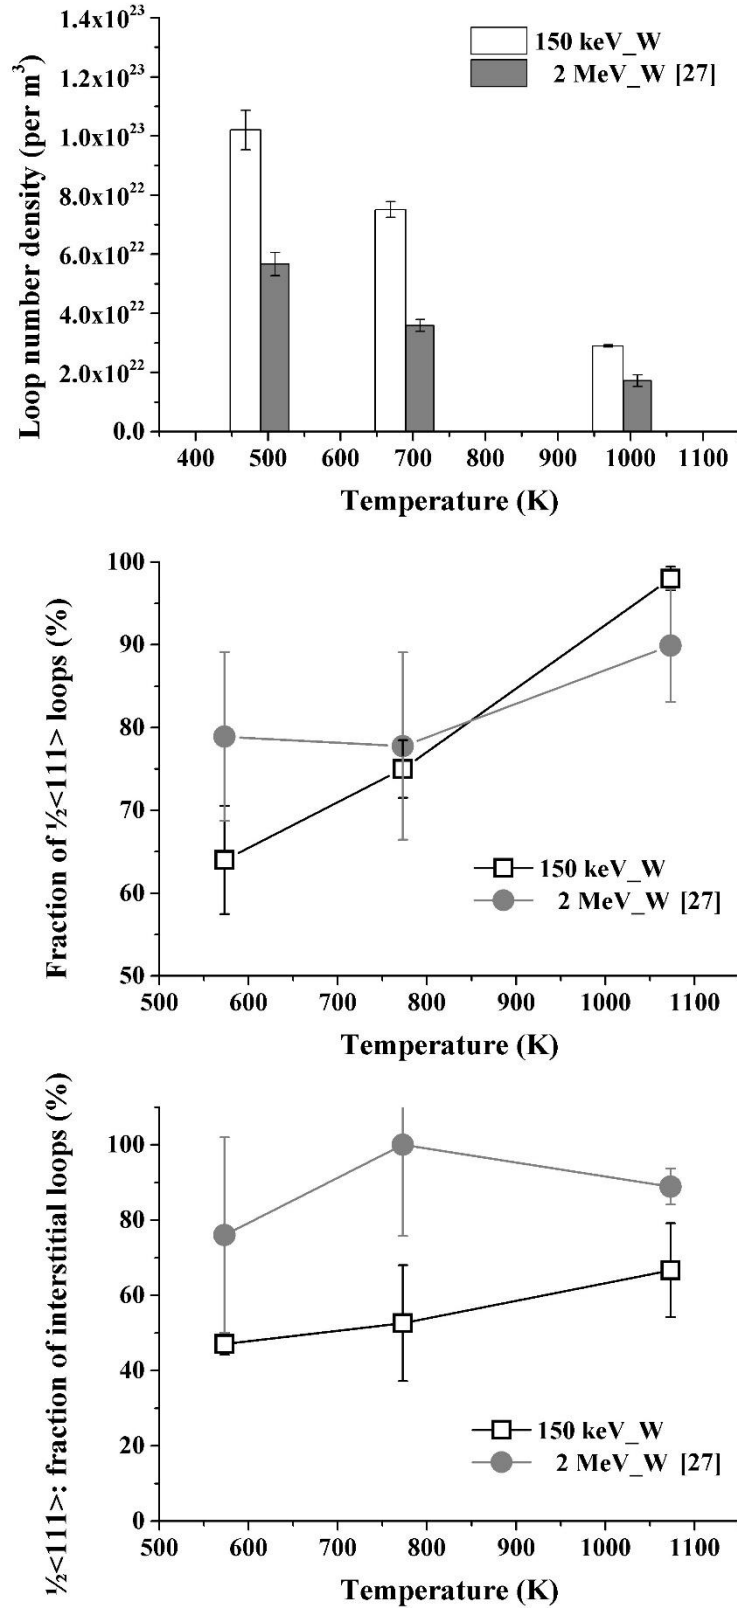 Loop number density (per m³)
1.4x10²³
1.2x10²³
1.0x10²³
8.0x10²²
6.0x10²²
4.0x10²²
2.0x10²²
0.0
150 keV_W
2 MeV_W [27]
400 500 600 700 800 900 1000 1100
Temperature (K)
Fraction of ½<111> loops (%)
100
90
80
70
60
50
150 keV_W
2 MeV_W [27]
500 600 700 800 900 1000 1100
Temperature (K)
½<111>: fraction of interstitial loops (%)
100
80
60
40
20
0
150 keV_W
2 MeV_W [27]
500 600 700 800 900 1000 1100
Temperature (K)